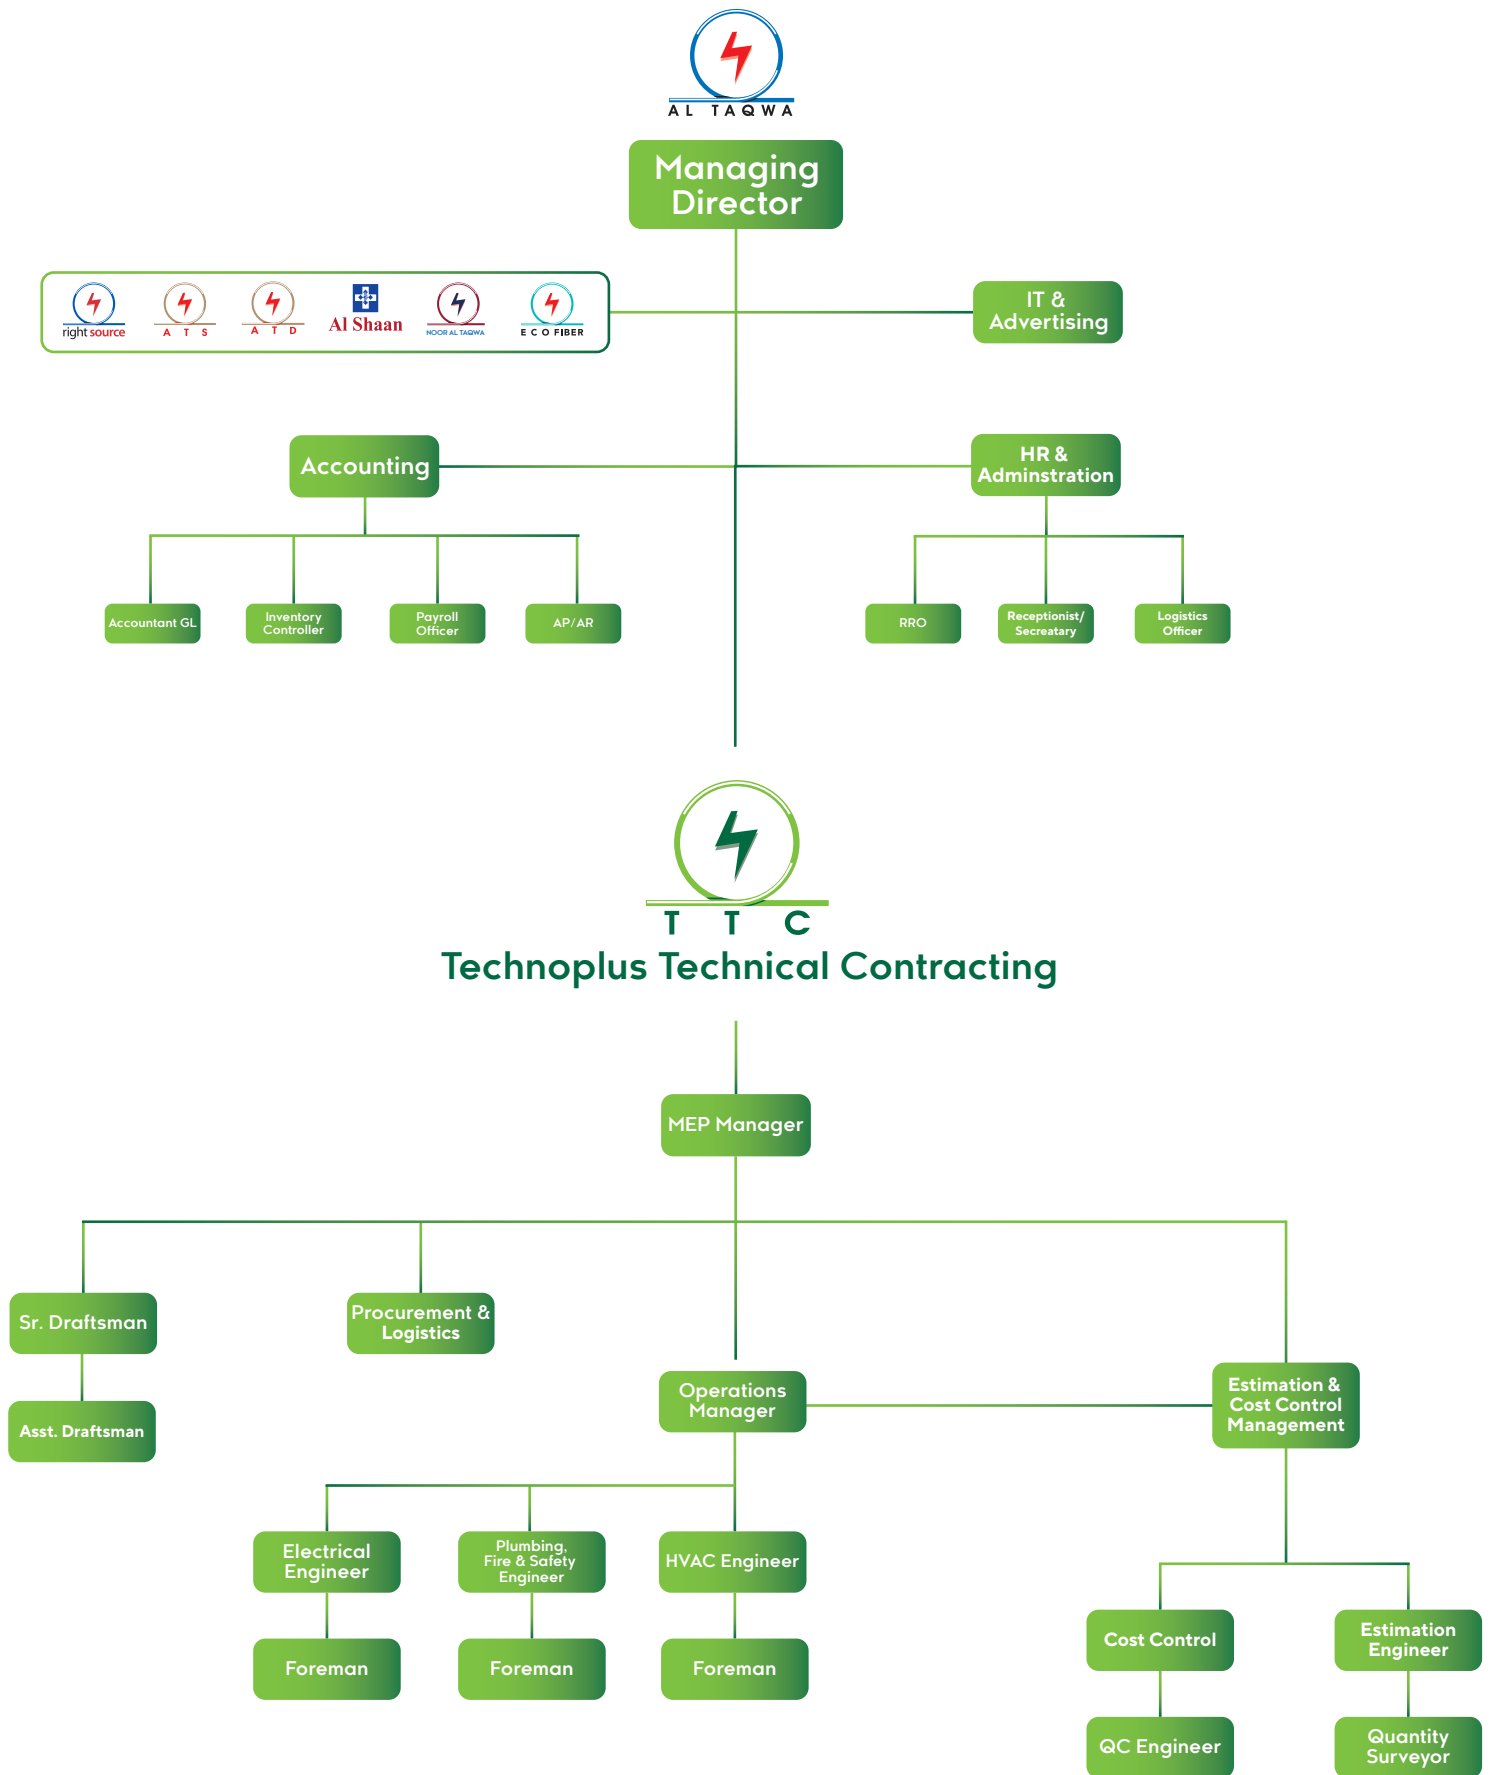 AL TAQWA
Managing
Director
right source
A T S
A T D
Al Shaan
NOOR AL TAQWA
ECOFIBER
IT &
Advertising
Accounting
HR &
Adminstration
Accountant GL
Inventory
Controller
Payroll
Officer
AP/AR
RRO
Receptionist/
Secreatary
Logistics
Officer
T T C
Technoplus Technical Contracting
MEP Manager
Sr. Draftsman
Procurement &
Logistics
Asst. Draftsman
Operations
Manager
Estimation &
Cost Control
Management
Electrical
Engineer
Plumbing,
Fire & Safety
Engineer
HVAC Engineer
Foreman
Foreman
Foreman
Cost Control
Estimation
Engineer
QC Engineer
Quantity
Surveyor